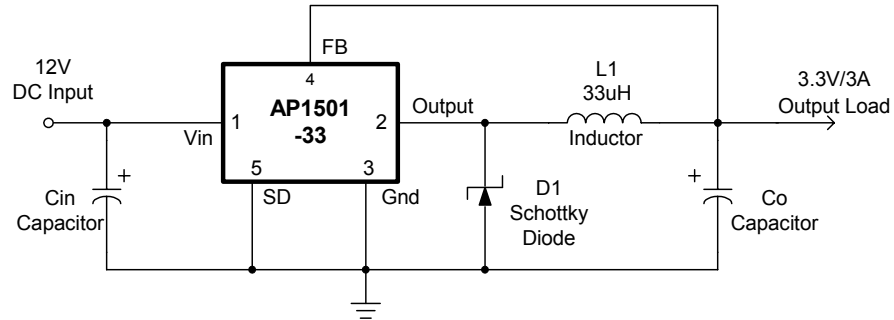 FB
12V
DC Input
4
AP1501
-33
Vin
1
2
Output
5
SD
3
Gnd
L1
33uH
Inductor
3.3V/3A
Output Load
+
Cin
Capacitor
D1
Schottky
Diode
+
Co
Capacitor